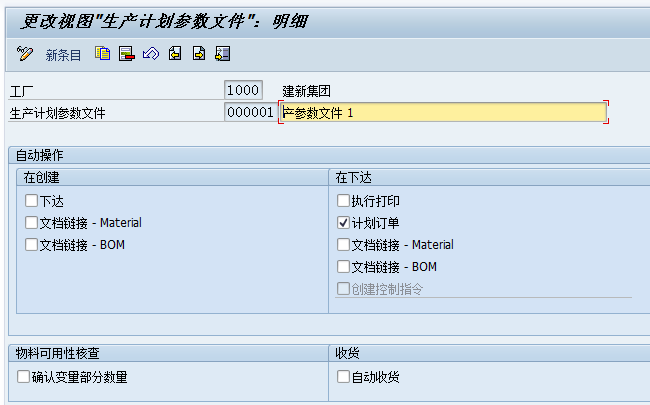 更改视图"生产计划参数文件": 明细
新条目
工厂 1000 建新集团
生产计划参数文件 000001 产参数文件 1
自动操作
在创建 在下达
下达 执行打印
文档链接 - Material 计划订单
文档链接 - BOM 文档链接 - Material
文档链接 - BOM
创建控制指令
物料可用性核查 收货
确认变量部分数量 自动收货